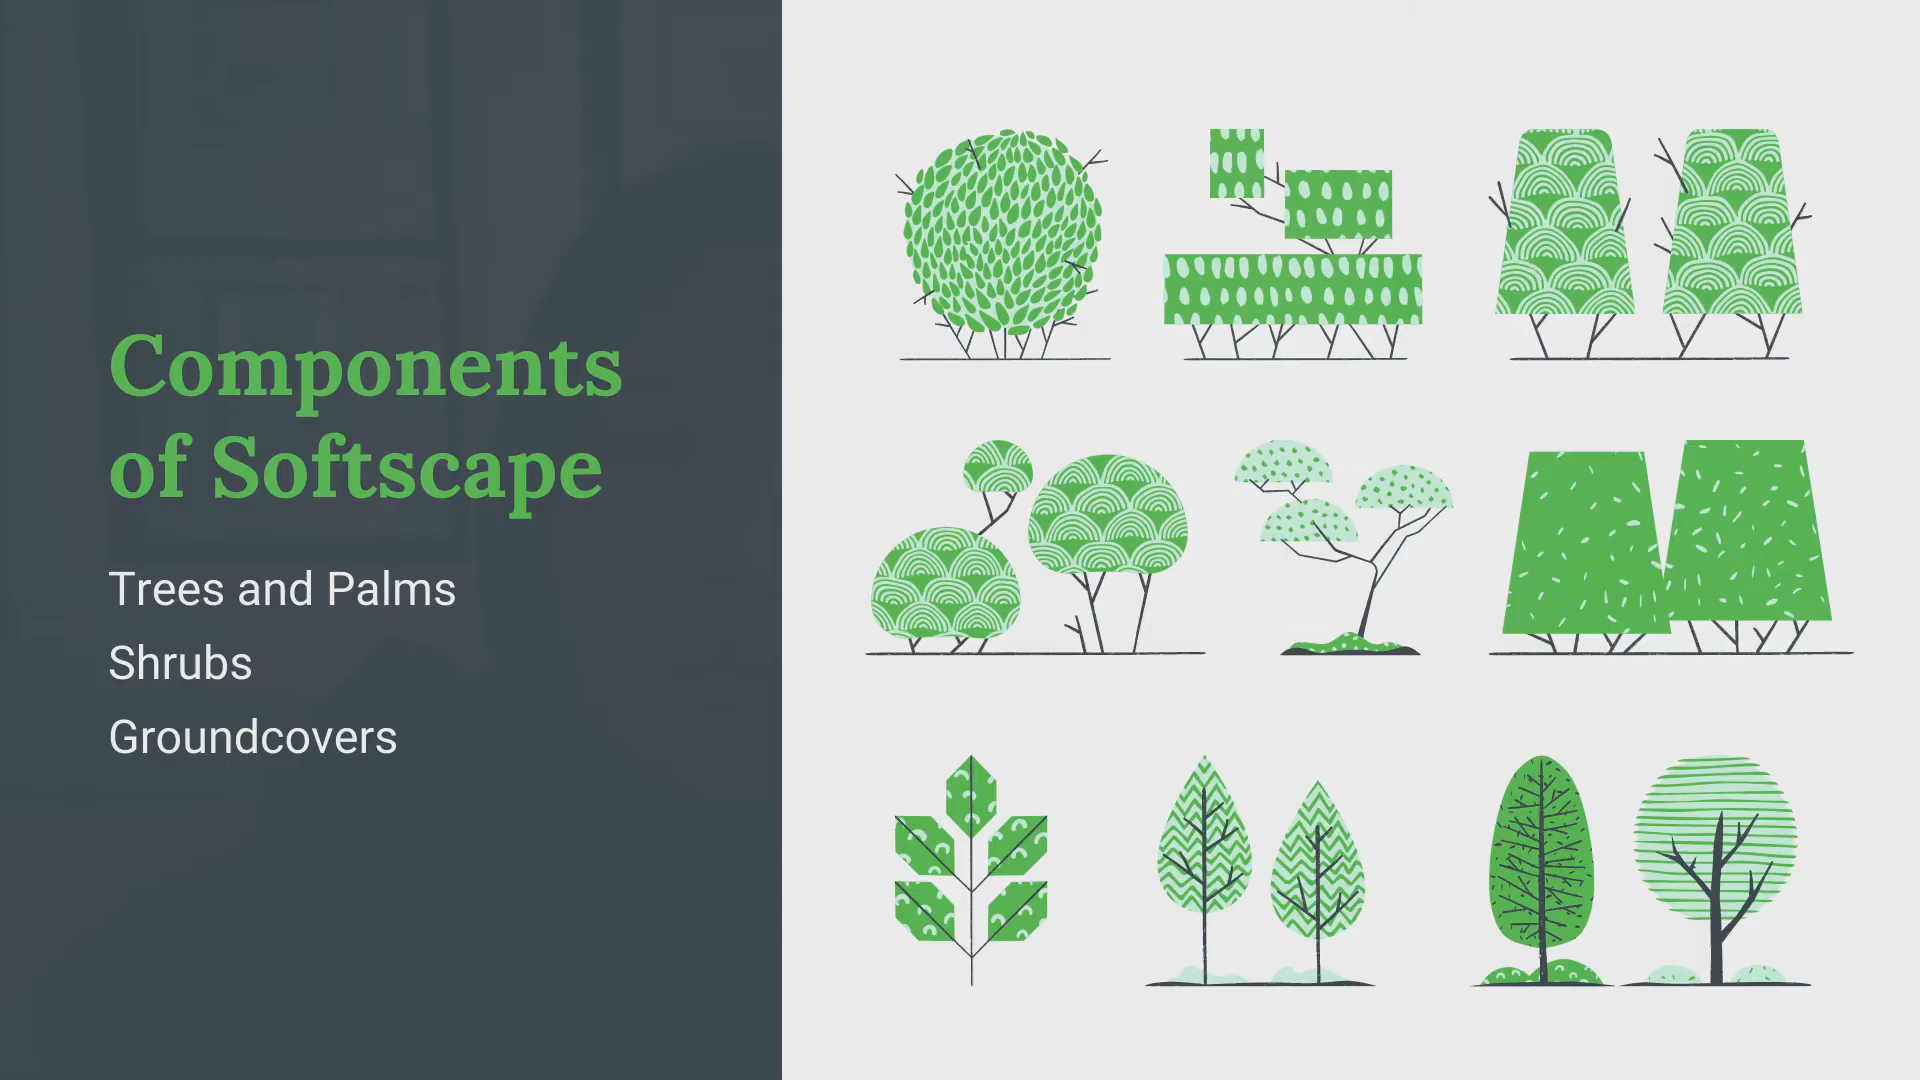 Components
of Softscape
Trees and Palms
Shrubs
Groundcovers